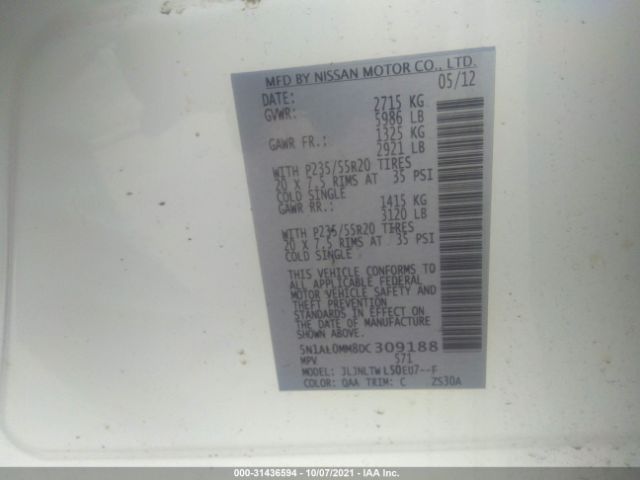 MFD BY NISSAN MOTOR CO., LTD.
DATE: 05/12
GVWR: 2715 KG
5986 LB
GAWR FR.: 1325 KG
2921 LB
WITH P235/55R20 TIRES
20 X 7.5 RIMS AT 35 PSI
COLD SINGLE
GAWR RR.: 1415 KG
3120 LB
WITH P235/55R20 TIRES
20 X 7.5 RIMS AT 35 PSI
COLD SINGLE
THIS VEHICLE CONFORMS TO
ALL APPLICABLE FEDERAL
MOTOR VEHICLE SAFETY AND
THEFT PREVENTION
STANDARDS IN EFFECT ON
THE DATE OF MANUFACTURE
SHOWN ABOVE.
5N1AL0MM8DC309188
MPV 571
MODEL: JLJNLTWL50EU7--F
COLOR: QAA TRIM: C ZS30A
000-31436594 - 10/07/2021 - IAA Inc.